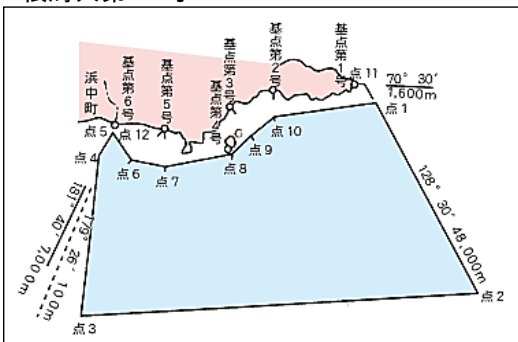 基点第1号
基点第2号
基点第3号
基点第4号
基点第5号
基点第6号
浜中町
点11
70° 30′
1,600m
点1
点5
点12
点10
点9
点4
点6
点7
点8
128° 30′ 48,000m
181° 40′ 7,000m
179° 26′ 100m
点2
点3